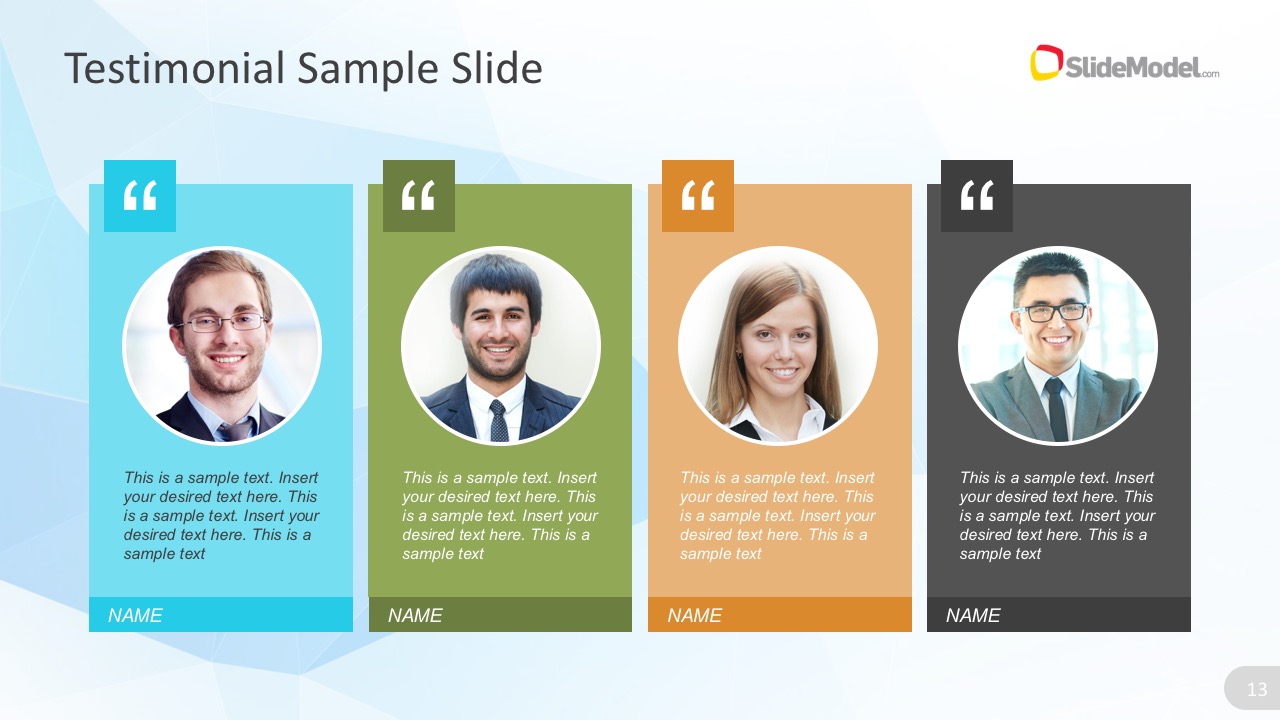 Testimonial Sample Slide
SlideModel.com
“
This is a sample text. Insert
your desired text here. This
is a sample text. Insert your
desired text here. This is a
sample text
NAME
“
This is a sample text. Insert
your desired text here. This
is a sample text. Insert your
desired text here. This is a
sample text
NAME
“
This is a sample text. Insert
your desired text here. This
is a sample text. Insert your
desired text here. This is a
sample text
NAME
“
This is a sample text. Insert
your desired text here. This
is a sample text. Insert your
desired text here. This is a
sample text
NAME
13